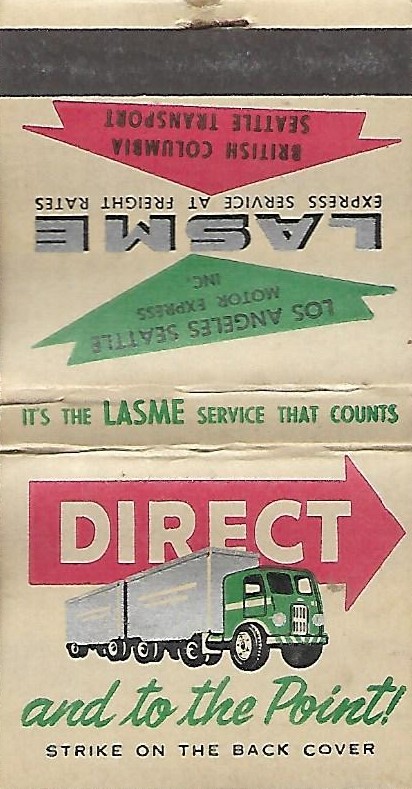 LOS ANGELES SEATTLE
MOTOR EXPRESS
INC.
LASME
EXPRESS SERVICE AT FREIGHT RATES
BRITISH COLUMBIA
SEATTLE TRANSPORT
IT'S THE LASME SERVICE THAT COUNTS
DIRECT
and to the Point!
STRIKE ON THE BACK COVER